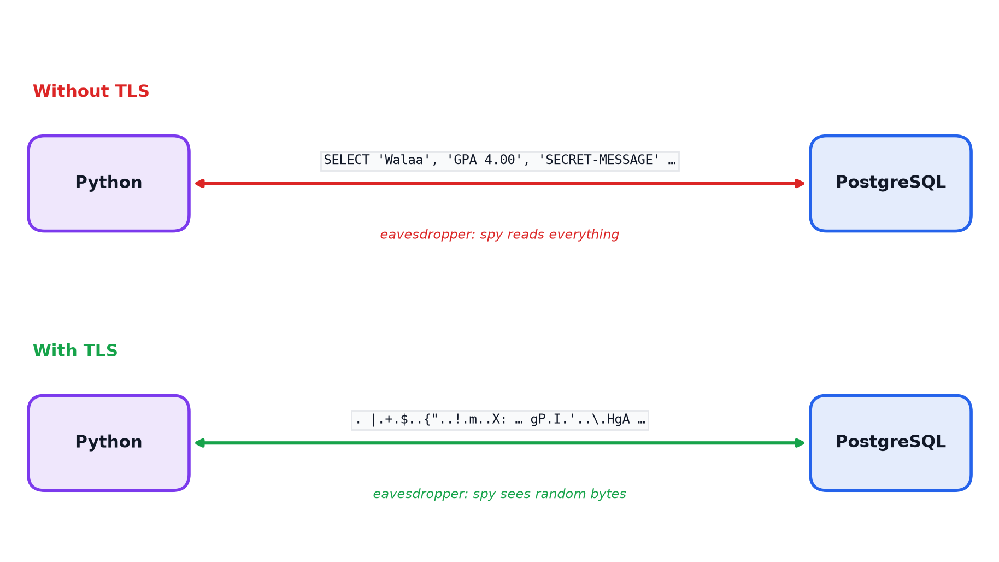 Without TLS
SELECT 'Walaa', 'GPA 4.00', 'SECRET-MESSAGE' …
Python
PostgreSQL
eavesdropper: spy reads everything
With TLS
. |.+.$..{"..!.m..X: … gP.I.'..\.HgA …
Python
PostgreSQL
eavesdropper: spy sees random bytes